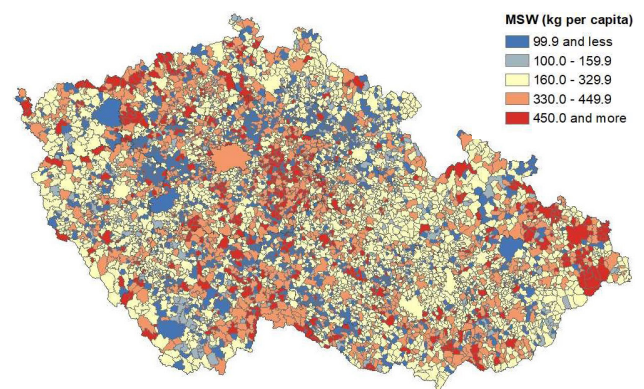 MSW (kg per capita)
99.9 and less
100.0 - 159.9
160.0 - 329.9
330.0 - 449.9
450.0 and more